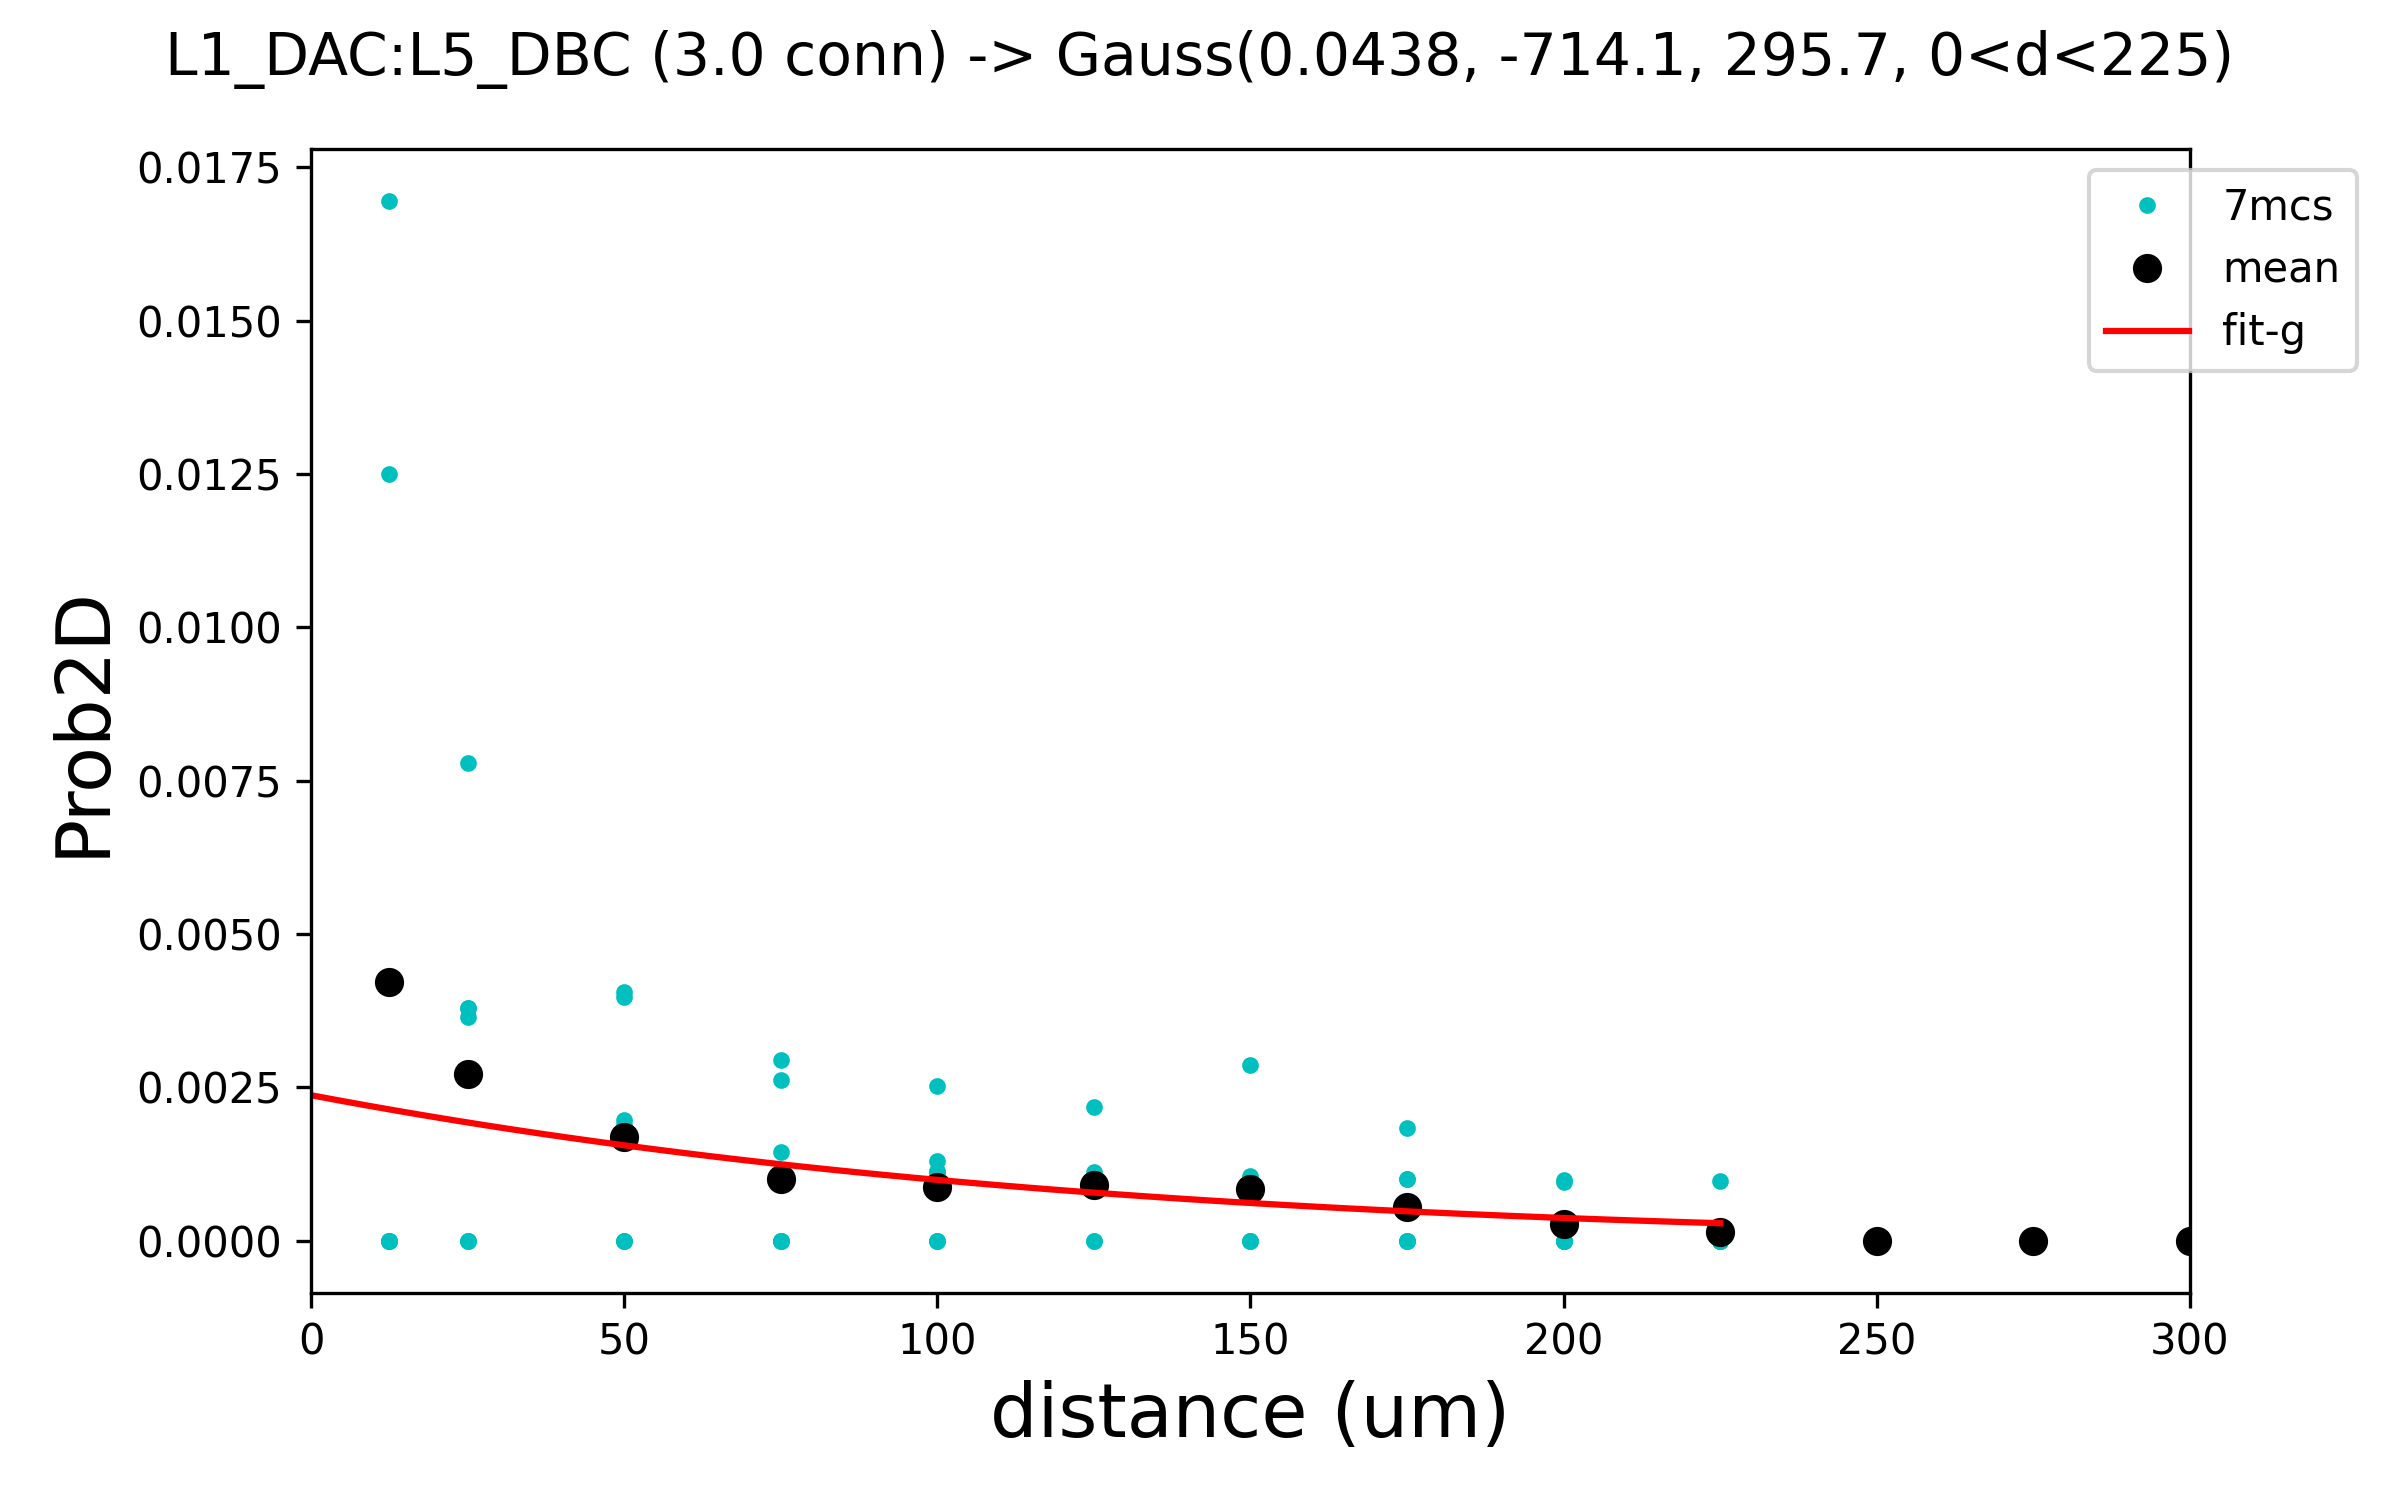 L1_DAC:L5_DBC (3.0 conn) -> Gauss(0.0438, -714.1, 295.7, 0<d<225)
0.0175
0.0150
0.0125
0.0100
0.0075
0.0050
0.0025
0.0000
Prob2D
7mcs
mean
fit-g
0 50 100 150 200 250 300
distance (um)